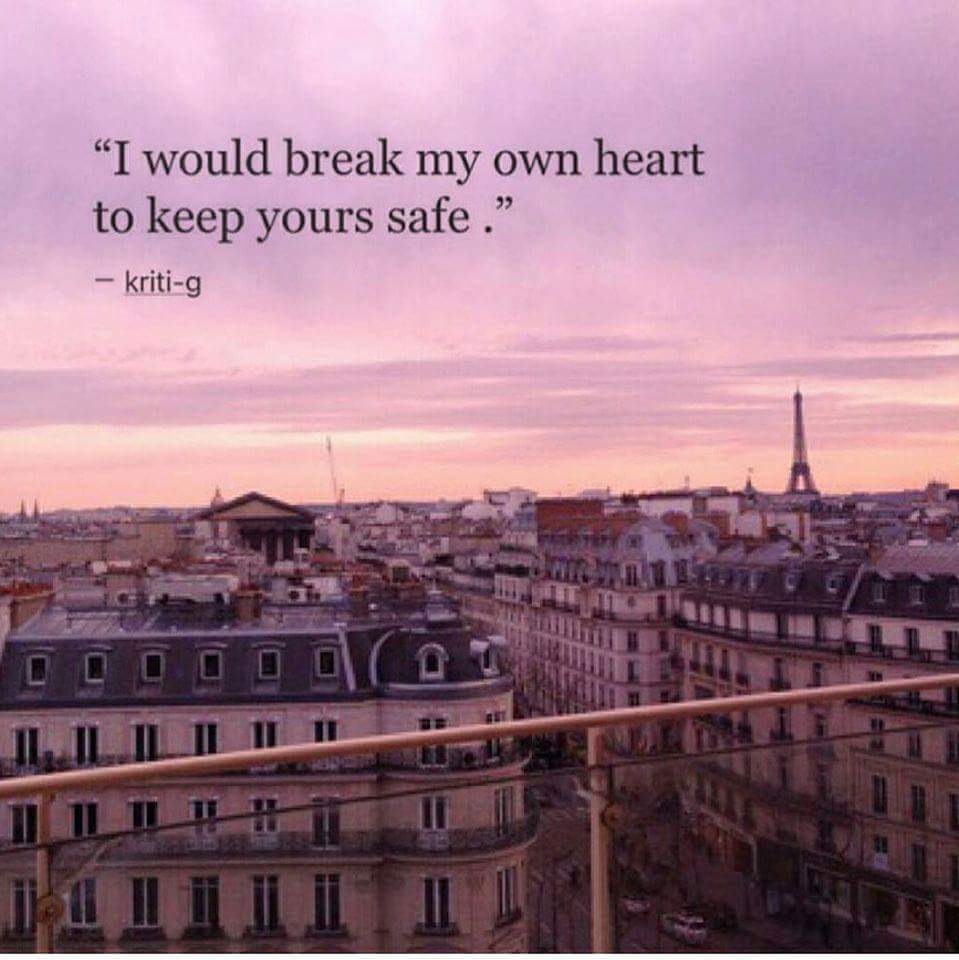 “I would break my own heart
to keep yours safe .”
— kriti-g